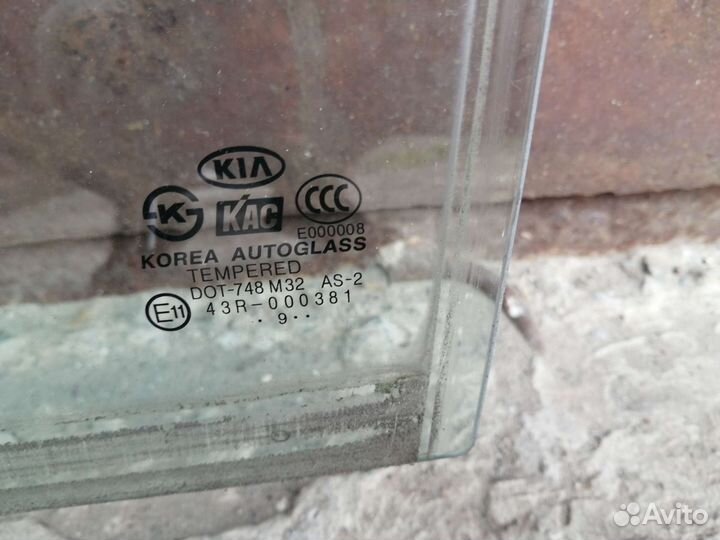 KIA
K KAC CCC
E000008
KOREA AUTOGLASS
TEMPERED
DOT-748 M32 AS-2
E11 43R-000381
. 9 . .
Avito